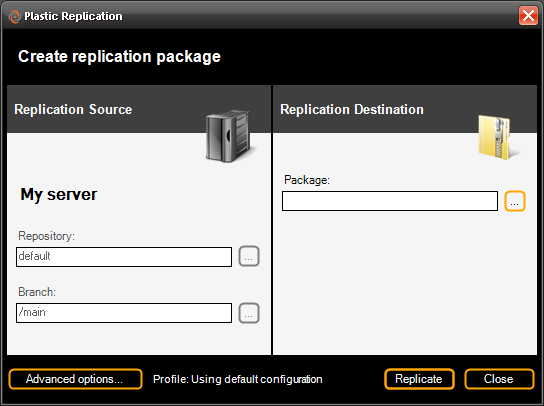 Plastic Replication
Create replication package
Replication Source
Replication Destination
My server
Repository:
default
...
Branch:
/main
...
Package:
...
Advanced options...
Profile: Using default configuration
Replicate
Close